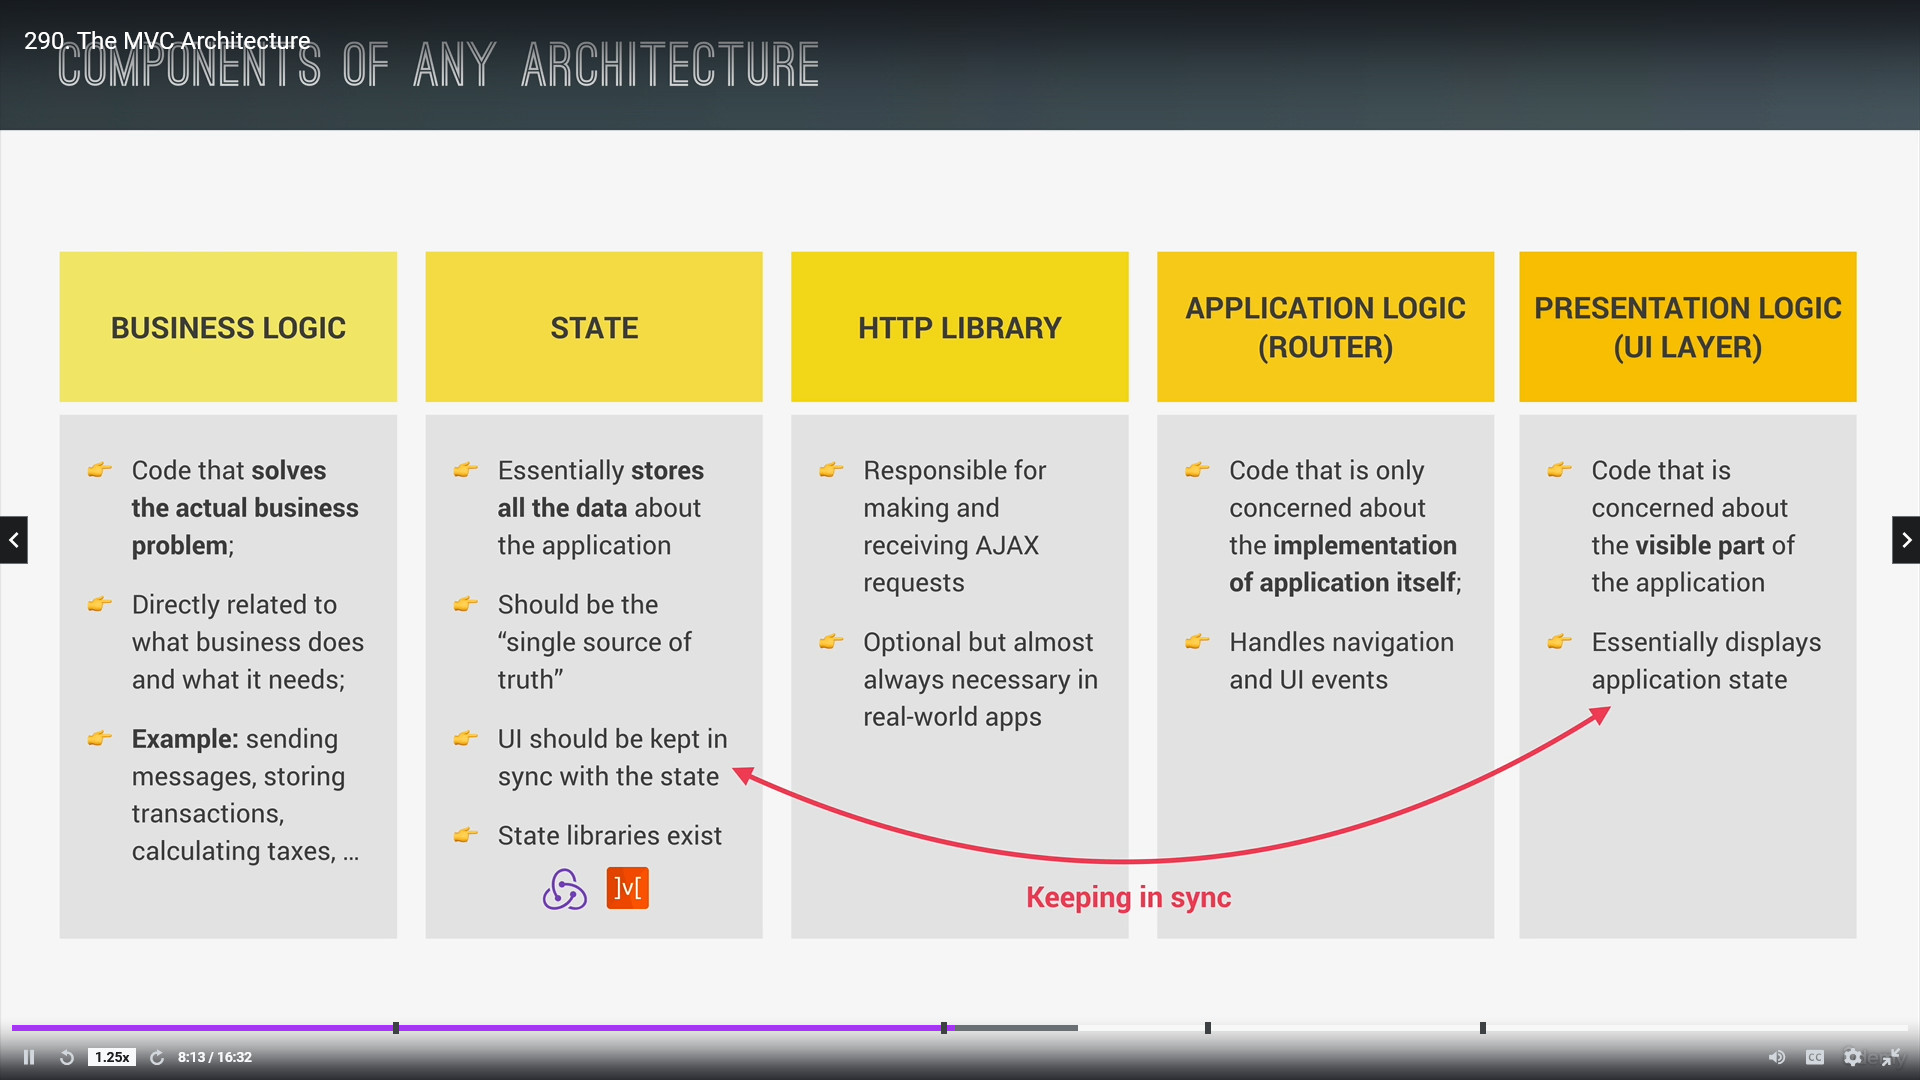 290. The MVC Architecture
COMPONENTS OF ANY ARCHITECTURE
BUSINESS LOGIC
Code that solves
the actual business
problem;
Directly related to
what business does
and what it needs;
Example: sending
messages, storing
transactions,
calculating taxes, ...
STATE
Essentially stores
all the data about
the application
Should be the
“single source of
truth”
UI should be kept in
sync with the state
State libraries exist
]v[
HTTP LIBRARY
Responsible for
making and
receiving AJAX
requests
Optional but almost
always necessary in
real-world apps
APPLICATION LOGIC
(ROUTER)
Code that is only
concerned about
the implementation
of application itself;
Handles navigation
and UI events
PRESENTATION LOGIC
(UI LAYER)
Code that is
concerned about
the visible part of
the application
Essentially displays
application state
Keeping in sync
1.25x
8:13 / 16:32
CC